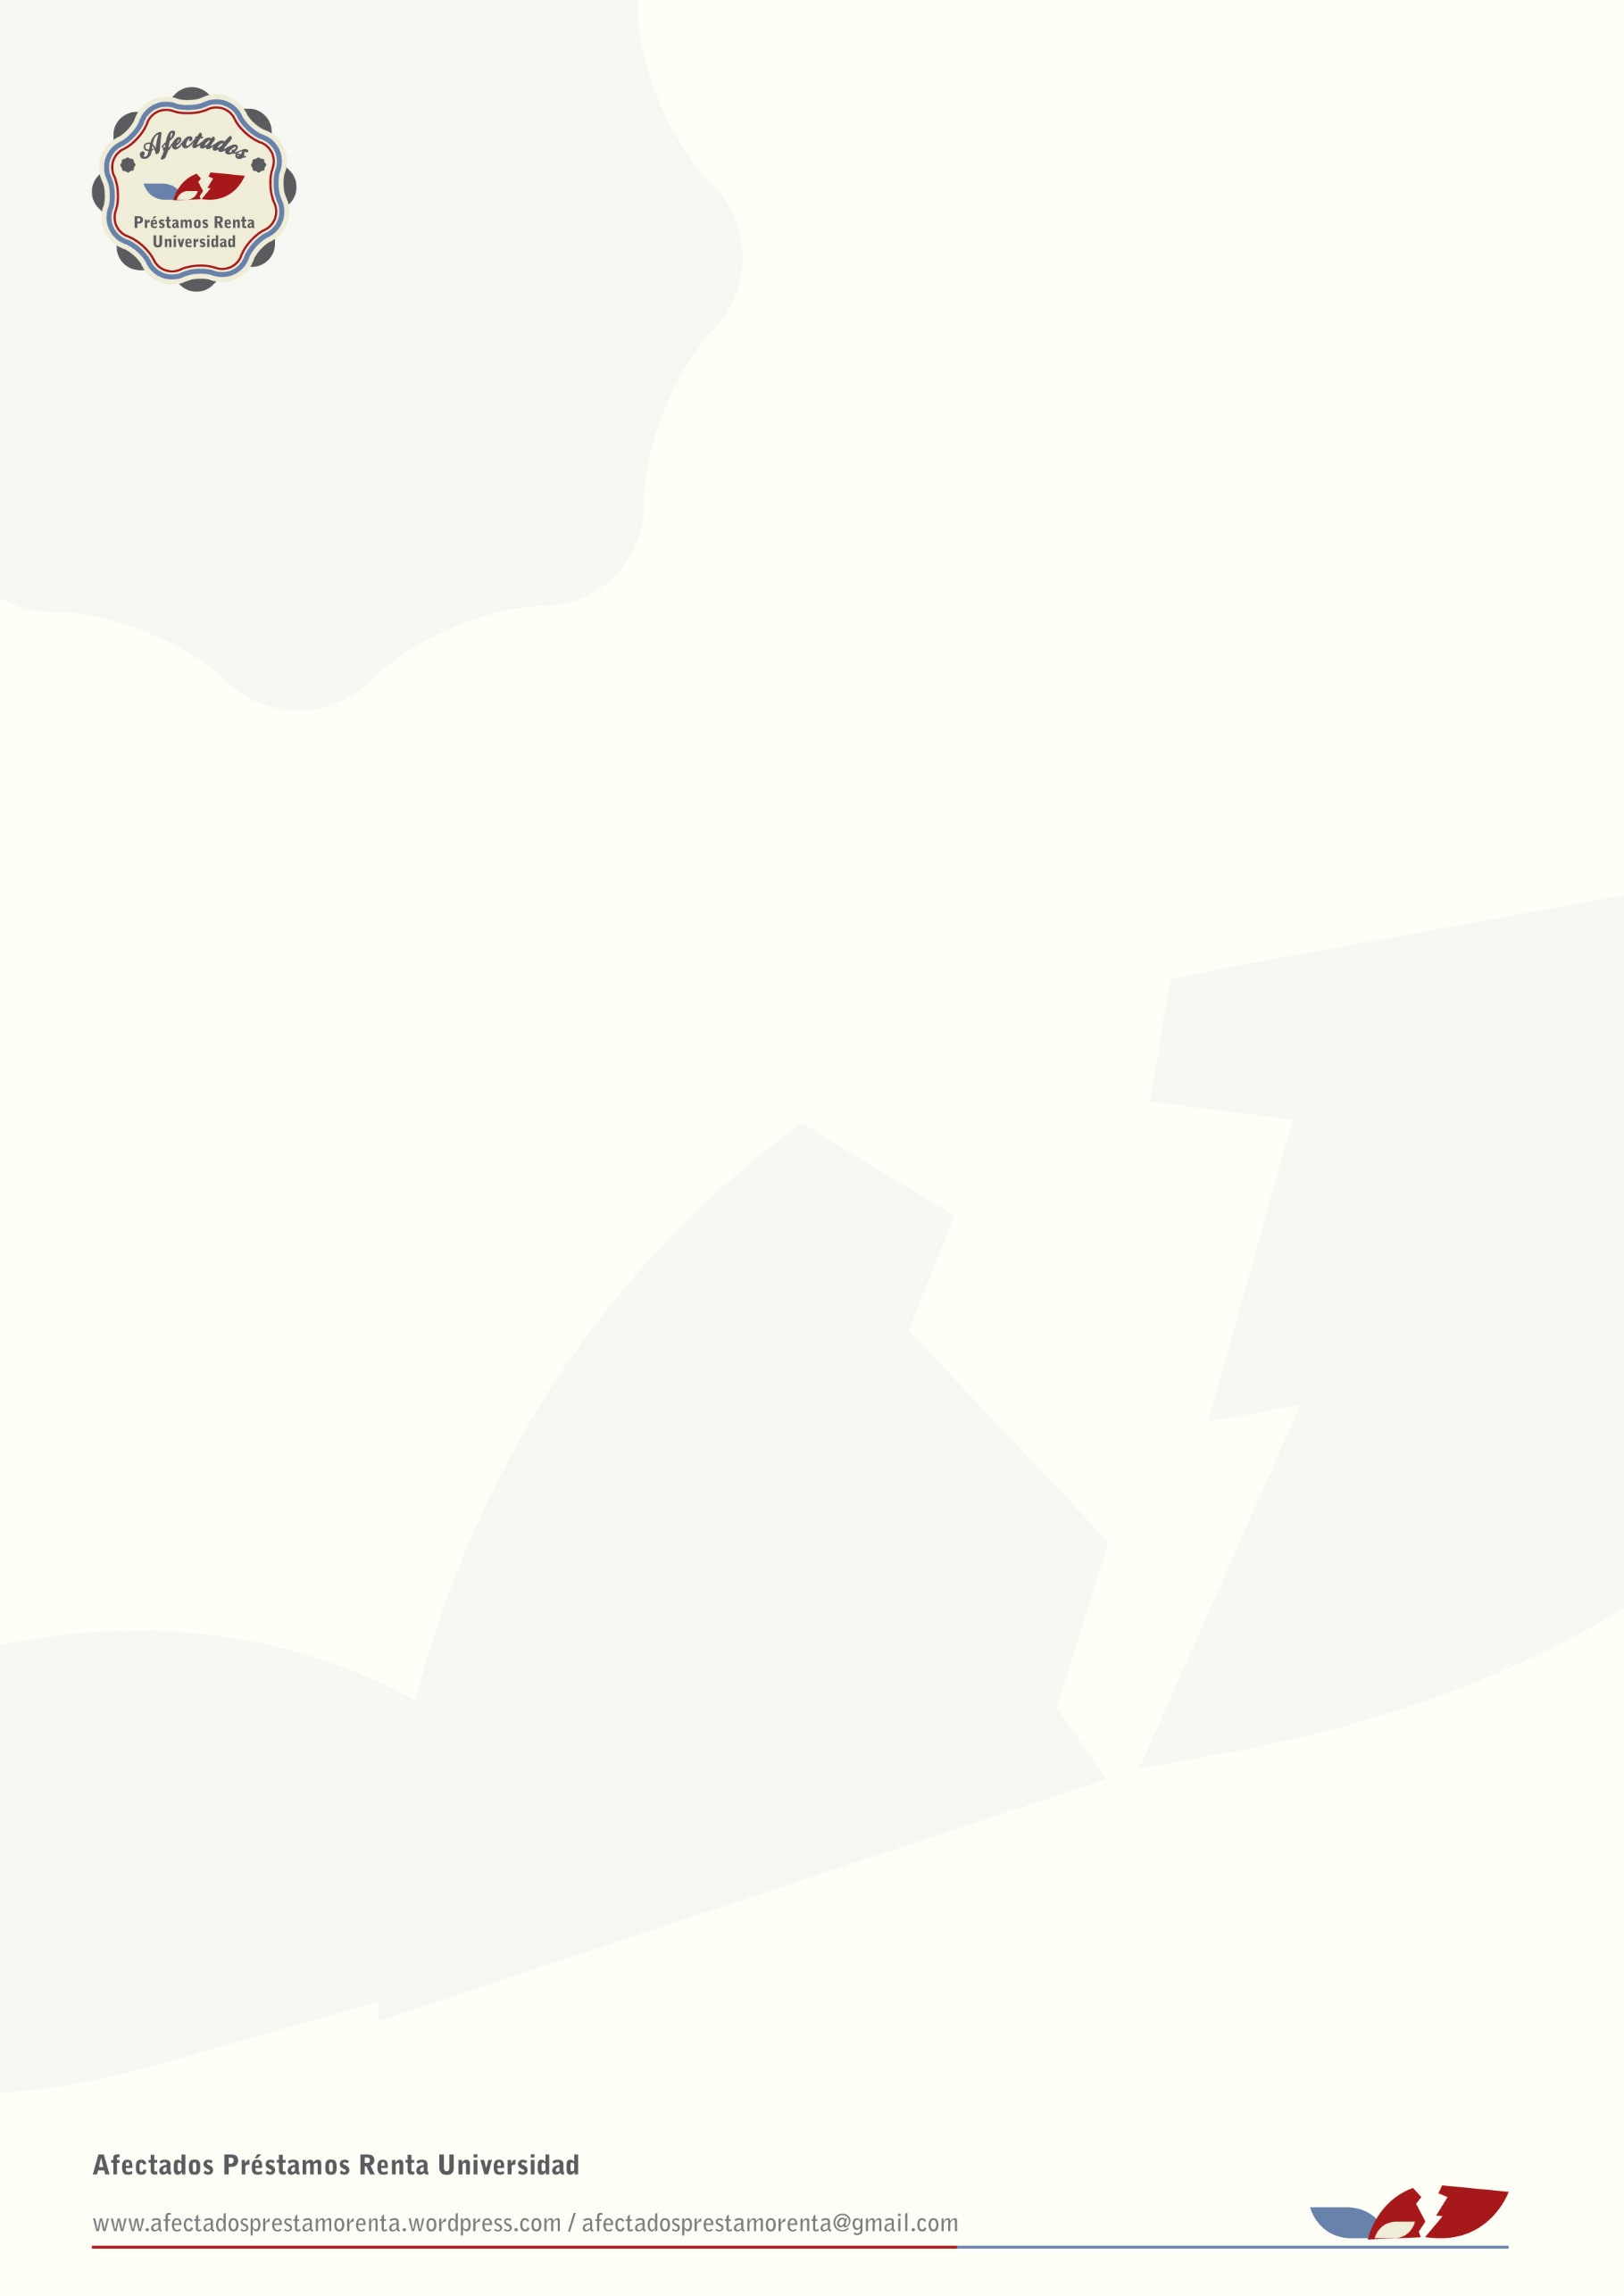 Afectados
Préstamos Renta
Universidad
Afectados Préstamos Renta Universidad
www.afectadosprestamorenta.wordpress.com / afectadosprestamorenta@gmail.com